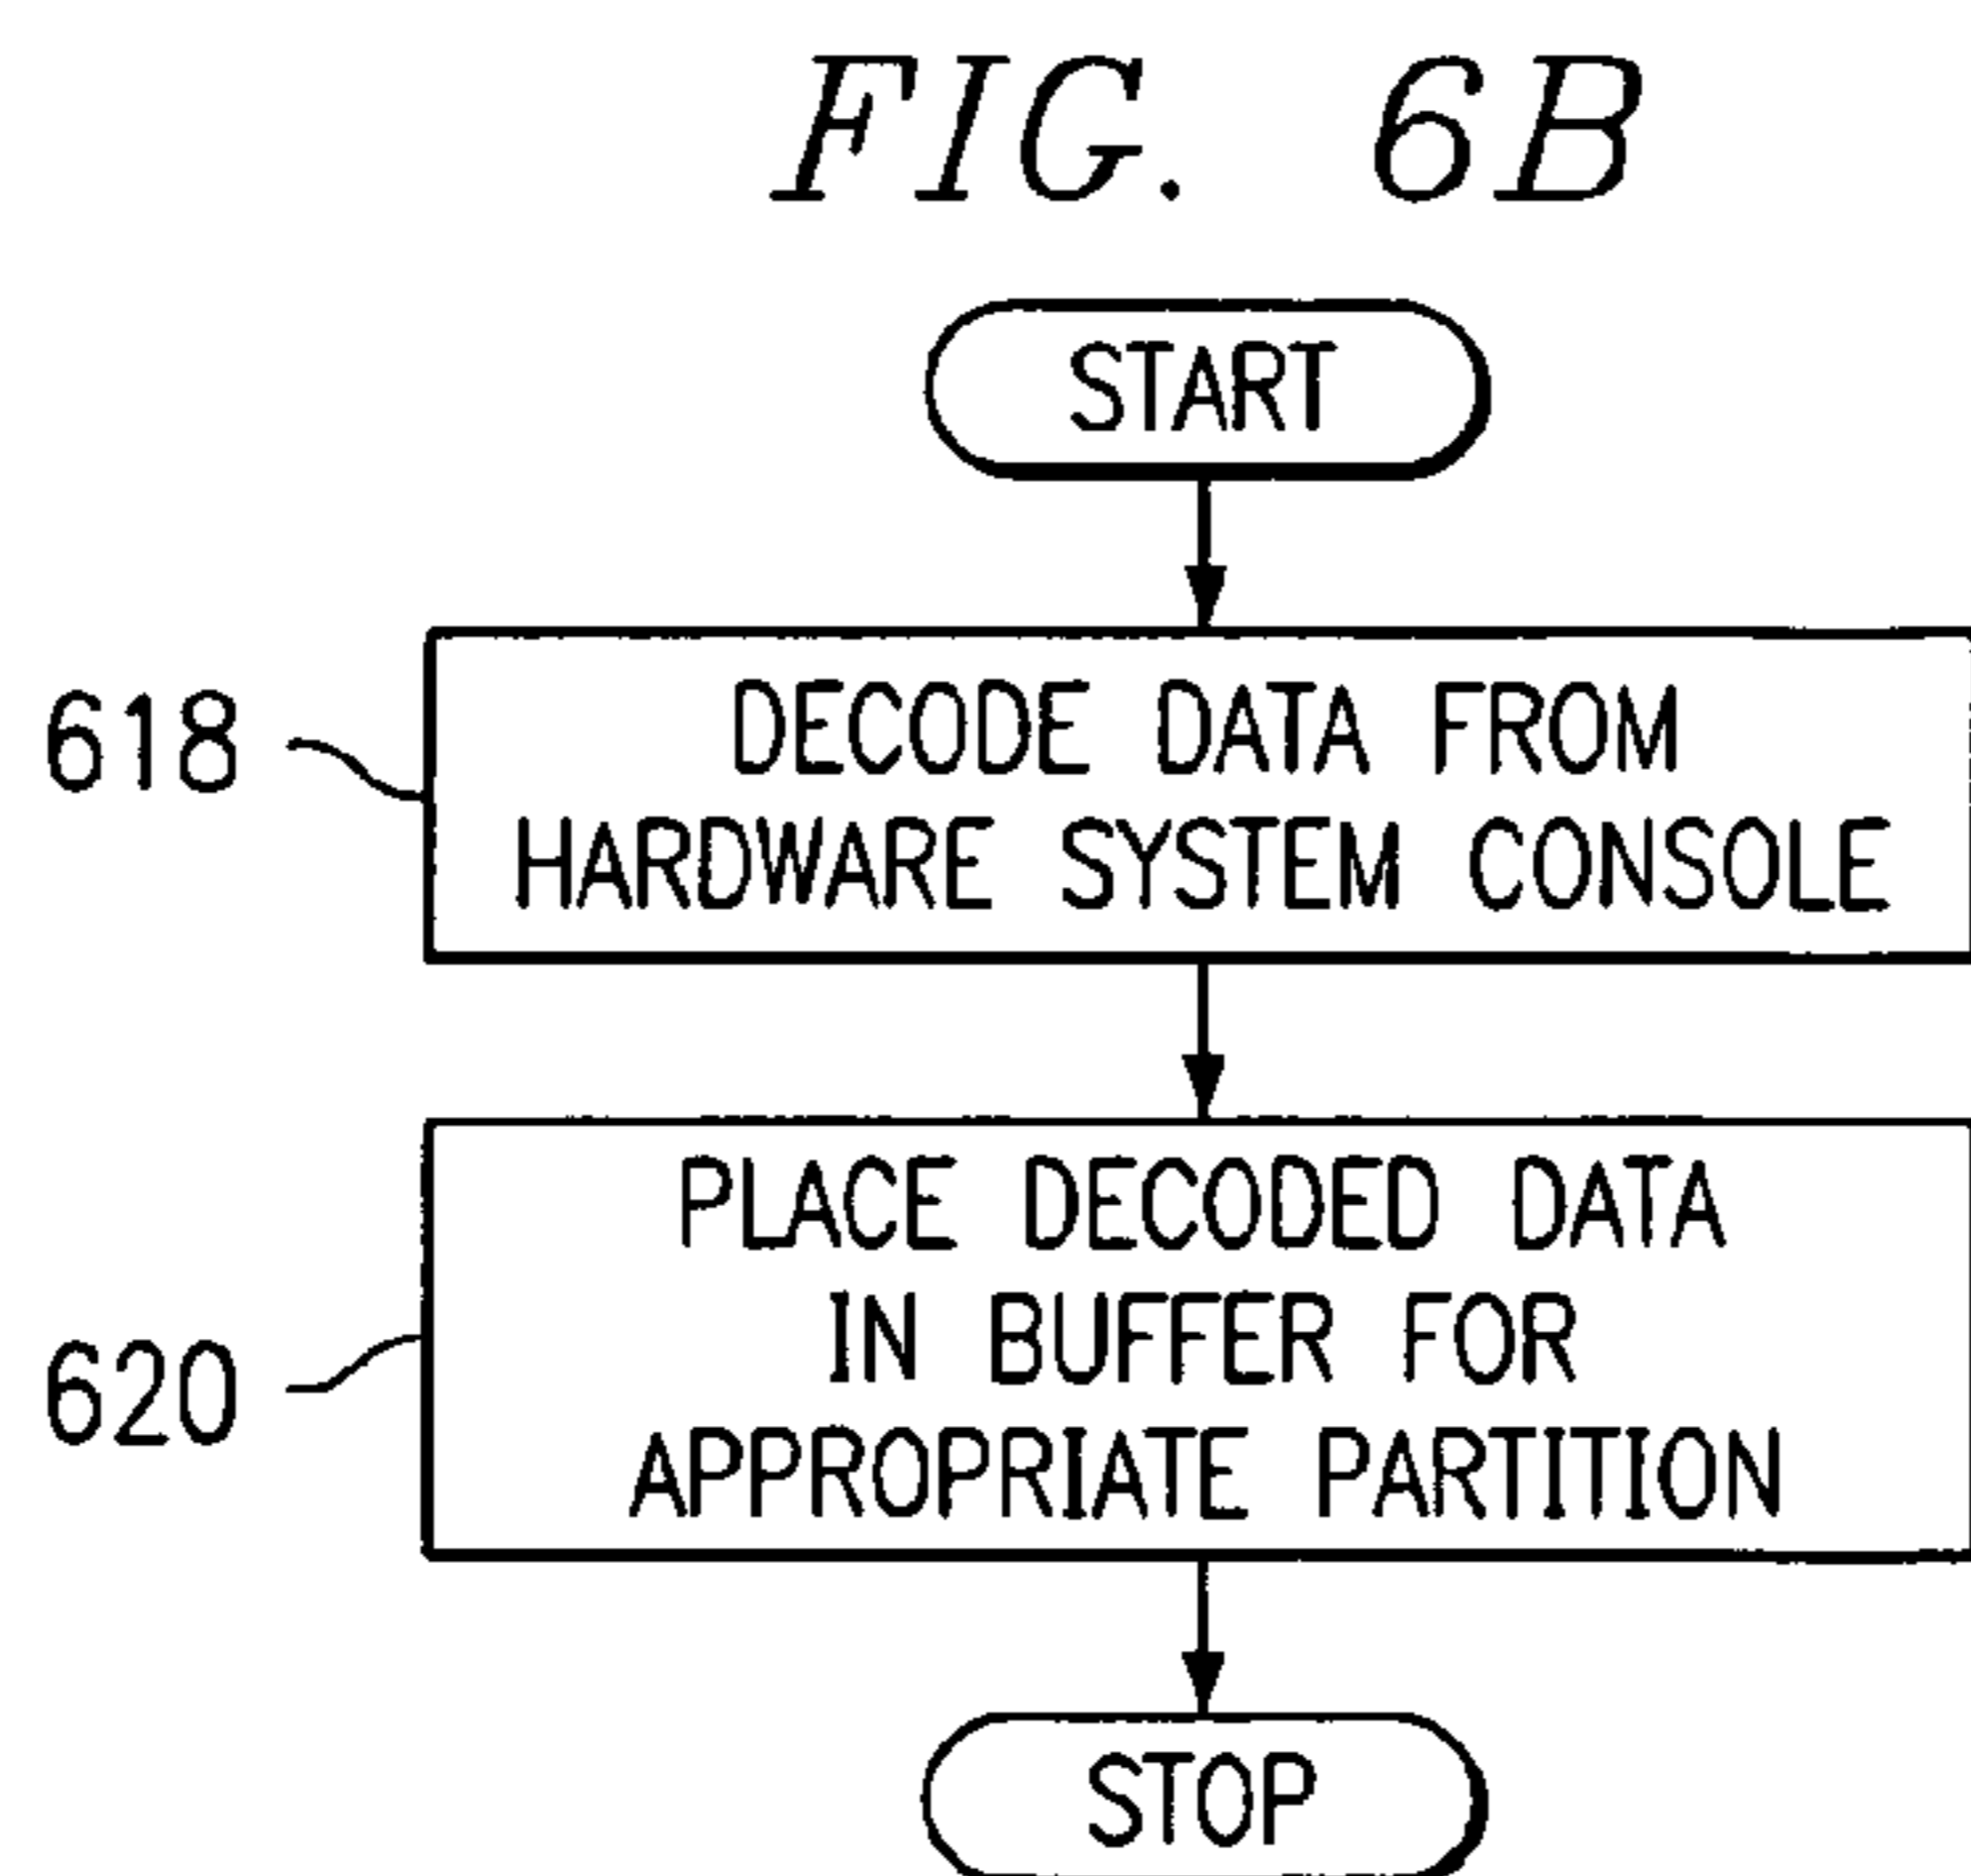 FIG. 6B
START
618
DECODE DATA FROM
HARDWARE SYSTEM CONSOLE
620
PLACE DECODED DATA
IN BUFFER FOR
APPROPRIATE PARTITION
STOP